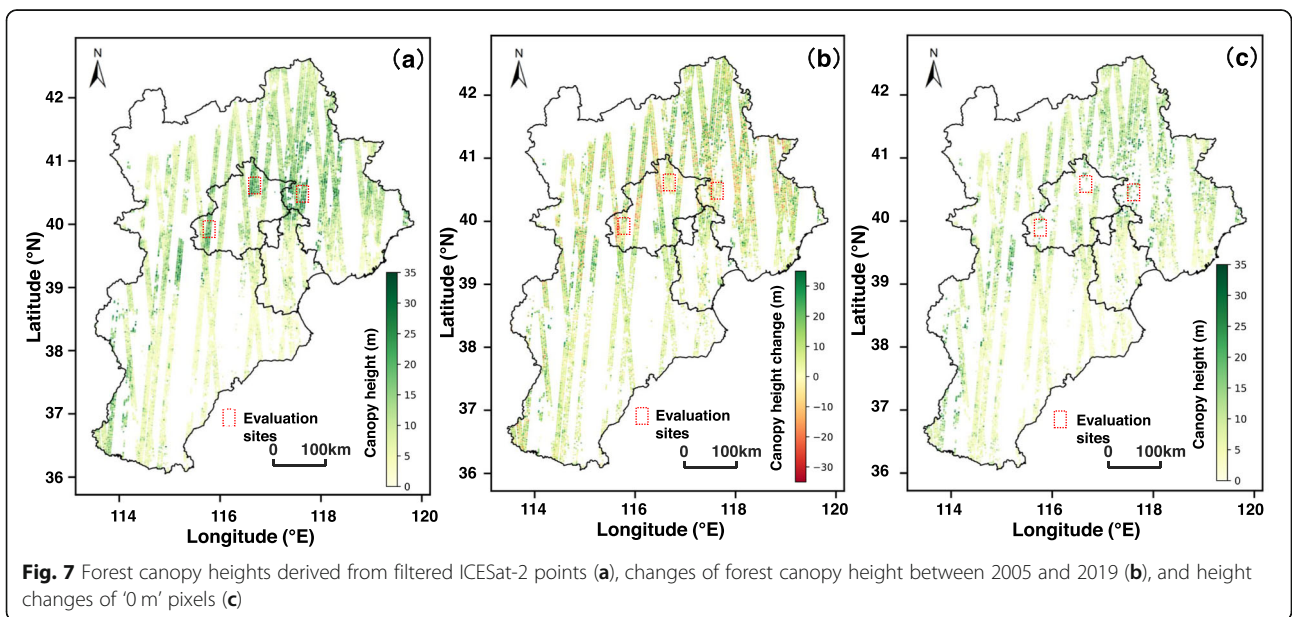 N
(a)
42
41
40
39
38
37
36
Latitude (°N)
35
30
25
20
15
10
5
0
Canopy height (m)
Evaluation
sites
0 100km
114 116 118 120
Longitude (°E)
N
(b)
42
41
40
39
38
37
36
Latitude (°N)
30
20
10
0
−10
−20
−30
Canopy height change (m)
Evaluation
sites
0 100km
114 116 118 120
Longitude (°E)
N
(c)
42
41
40
39
38
37
36
Latitude (°N)
35
30
25
20
15
10
5
0
Canopy height (m)
Evaluation
sites
0 100km
114 116 118 120
Longitude (°E)
Fig. 7 Forest canopy heights derived from filtered ICESat-2 points (a), changes of forest canopy height between 2005 and 2019 (b), and height
changes of ‘0 m’ pixels (c)